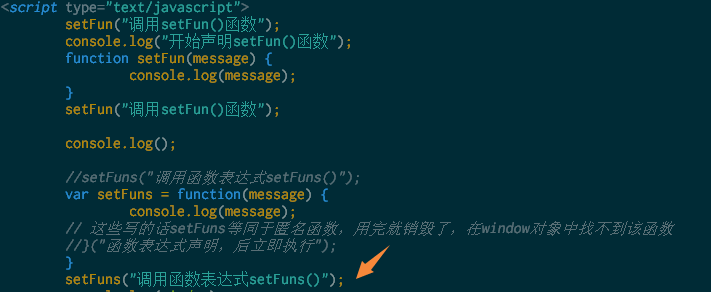 <script type="text/javascript">
setFun("调用setFun()函数");
console.log("开始声明setFun()函数");
function setFun(message) {
console.log(message);
}
setFun("调用setFun()函数");
console.log();
//setFuns("调用函数表达式setFuns()");
var setFuns = function(message) {
console.log(message);
// 这些写的话setFuns等同于匿名函数，用完就销毁了，在window对象中找不到该函数
//}("函数表达式声明，后立即执行");
}
setFuns("调用函数表达式setFuns()");